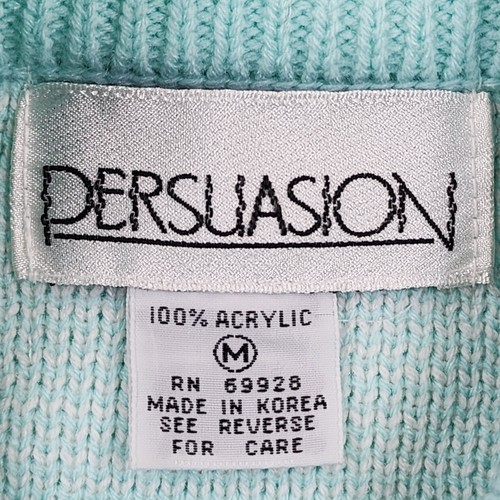 PERSUASION
100% ACRYLIC
M
RN 69928
MADE IN KOREA
SEE REVERSE
FOR CARE